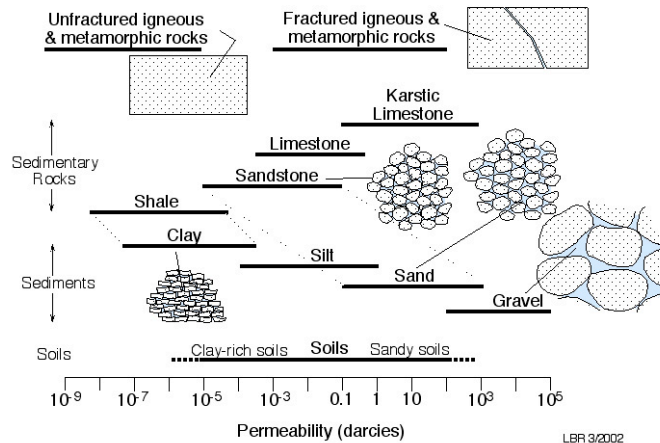 Unfractured igneous
& metamorphic rocks
Fractured igneous &
metamorphic rocks
Karstic
Limestone
Limestone
Sedimentary
Rocks
Sandstone
Shale
Clay
Silt
Sediments
Sand
Gravel
Soils
Clay-rich soils
Soils
Sandy soils
10-9
10-7
10-5
10-3
0.1
1
10
103
105
Permeability (darcies)
LBR 3/2002